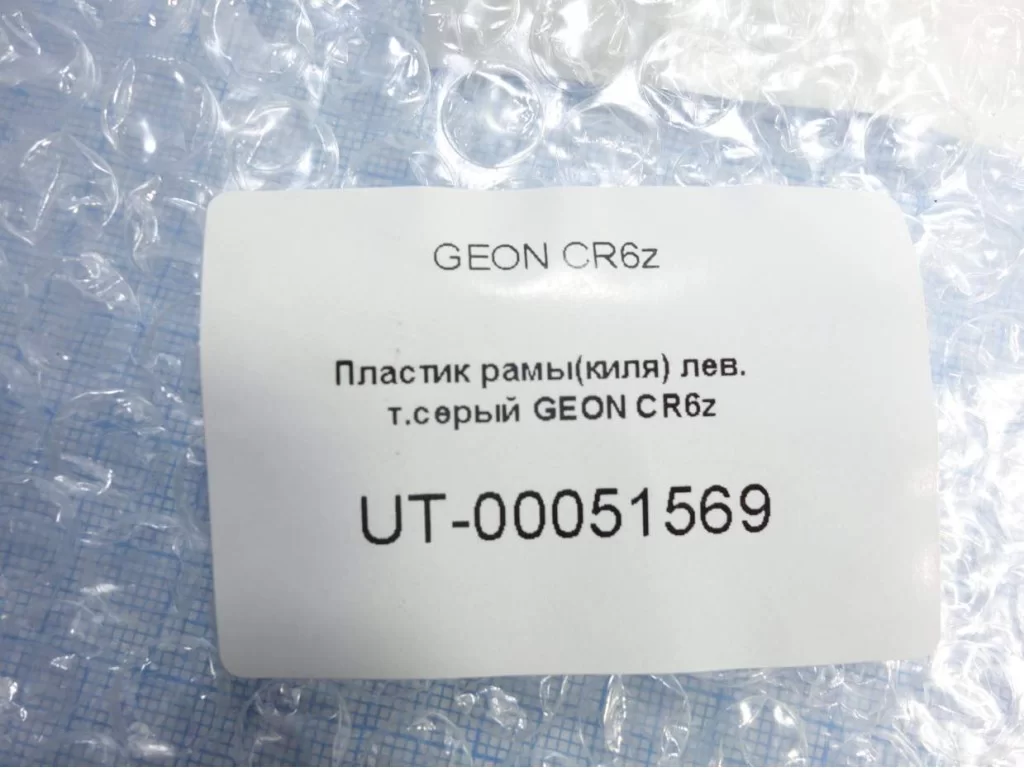 GEON CR6z
Пластик рамы(киля) лев.
т.серый GEON CR6z
UT-00051569